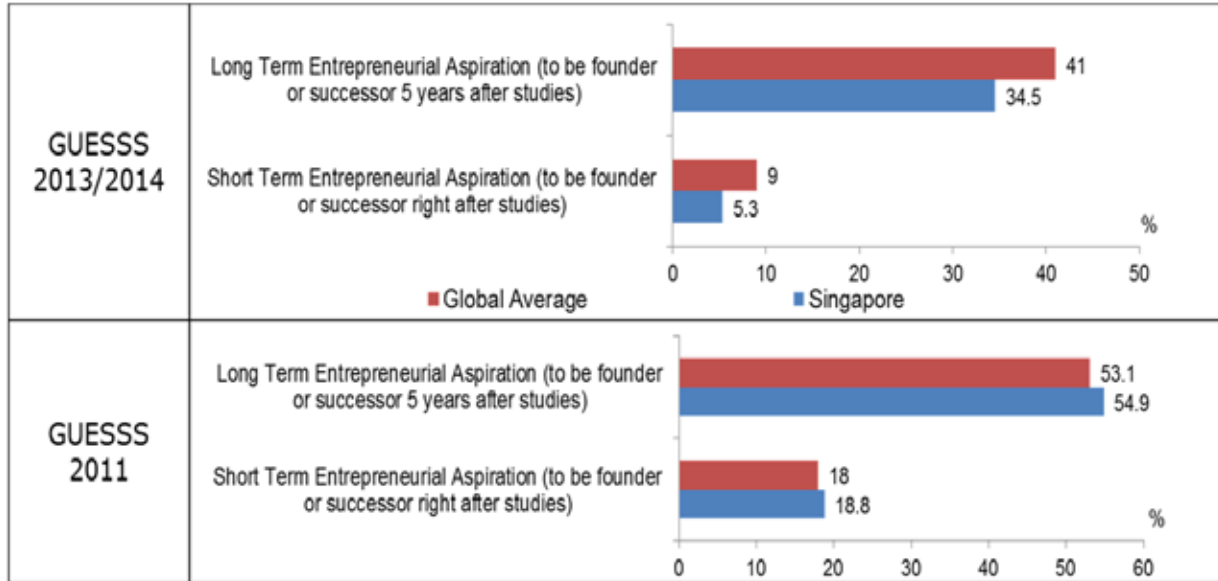 GUESSS
2013/2014
Long Term Entrepreneurial Aspiration (to be founder
or successor 5 years after studies)
41
34.5
Short Term Entrepreneurial Aspiration (to be founder
or successor right after studies)
9
5.3
%
0 10 20 30 40 50
Global Average Singapore
GUESSS
2011
Long Term Entrepreneurial Aspiration (to be founder
or successor 5 years after studies)
53.1
54.9
Short Term Entrepreneurial Aspiration (to be founder
or successor right after studies)
18
18.8
%
0 10 20 30 40 50 60